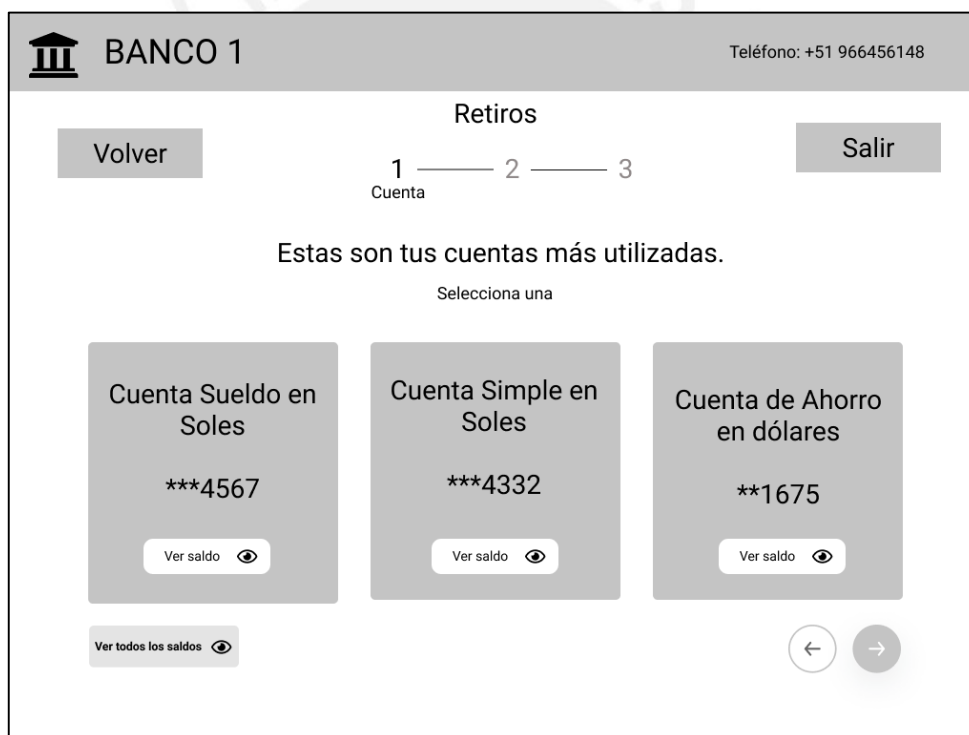 BANCO 1
Teléfono: +51 966456148
Retiros
Volver
Salir
1 2 3
Cuenta
Estas son tus cuentas más utilizadas.
Selecciona una
Cuenta Sueldo en
Soles
***4567
Ver saldo
Cuenta Simple en
Soles
***4332
Ver saldo
Cuenta de Ahorro
en dólares
**1675
Ver saldo
Ver todos los saldos